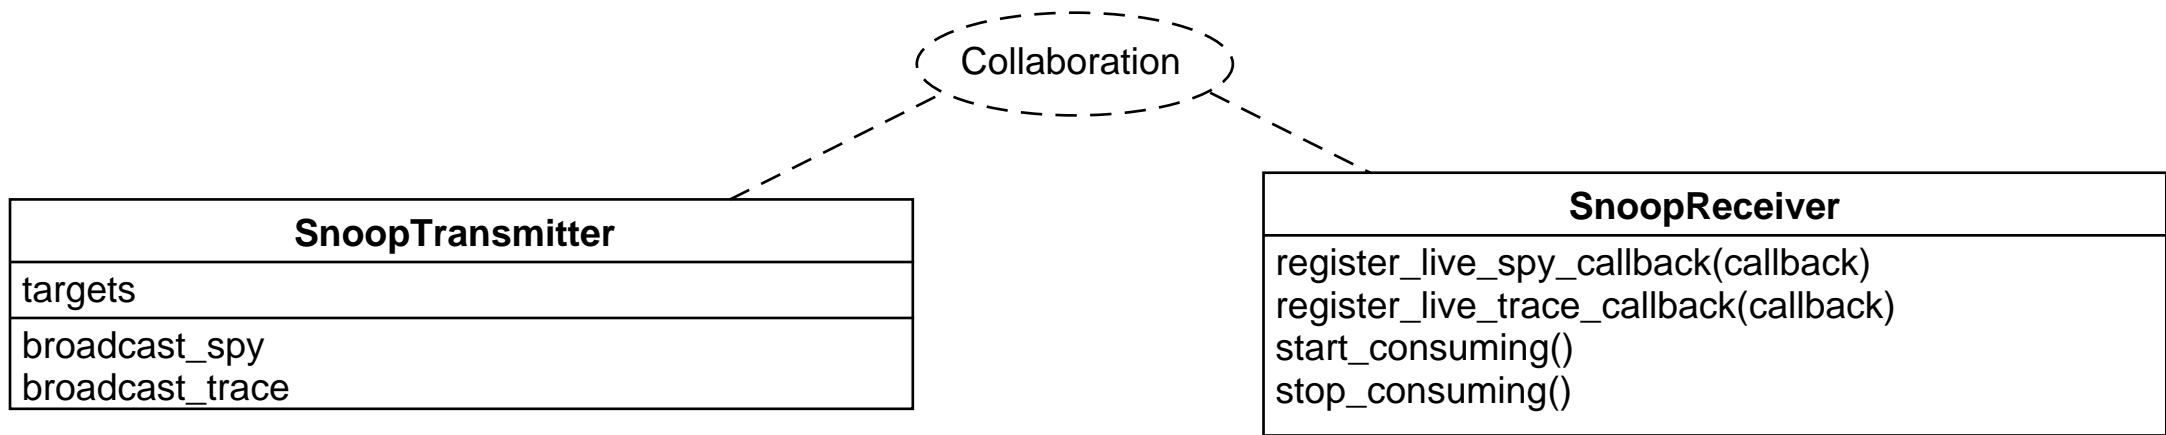 Collaboration
SnoopTransmitter
targets
broadcast_spy
broadcast_trace
SnoopReceiver
register_live_spy_callback(callback)
register_live_trace_callback(callback)
start_consuming()
stop_consuming()